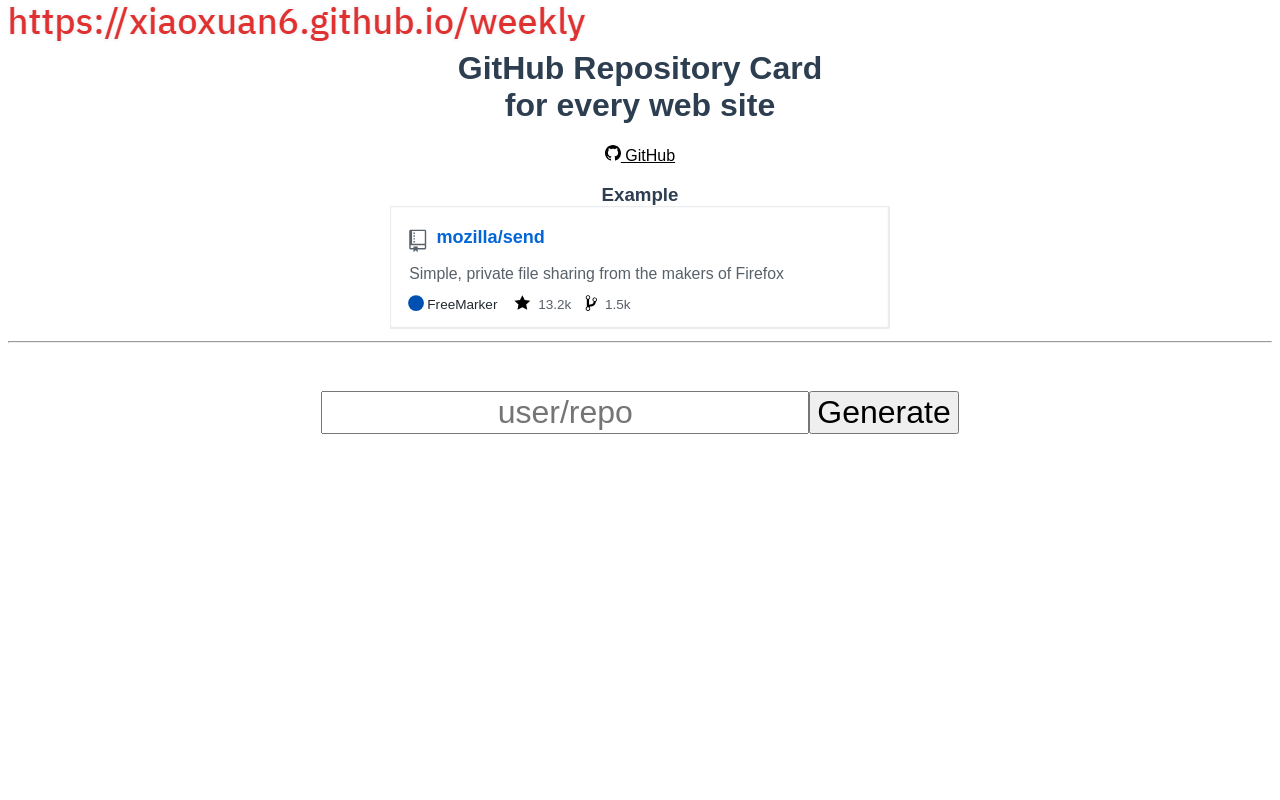 https://xiaoxuan6.github.io/weekly
GitHub Repository Card
for every web site
GitHub
Example
mozilla/send
Simple, private file sharing from the makers of Firefox
FreeMarker 13.2k 1.5k
user/repo Generate